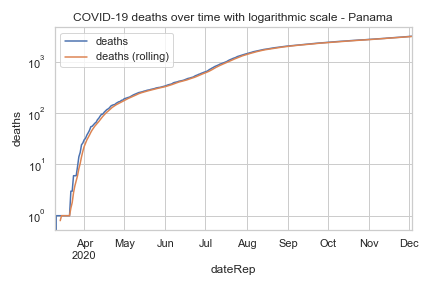 COVID-19 deaths over time with logarithmic scale - Panama
deaths
deaths (rolling)
10³
10²
10¹
10⁰
deaths
Apr May Jun Jul Aug Sep Oct Nov Dec
2020
dateRep